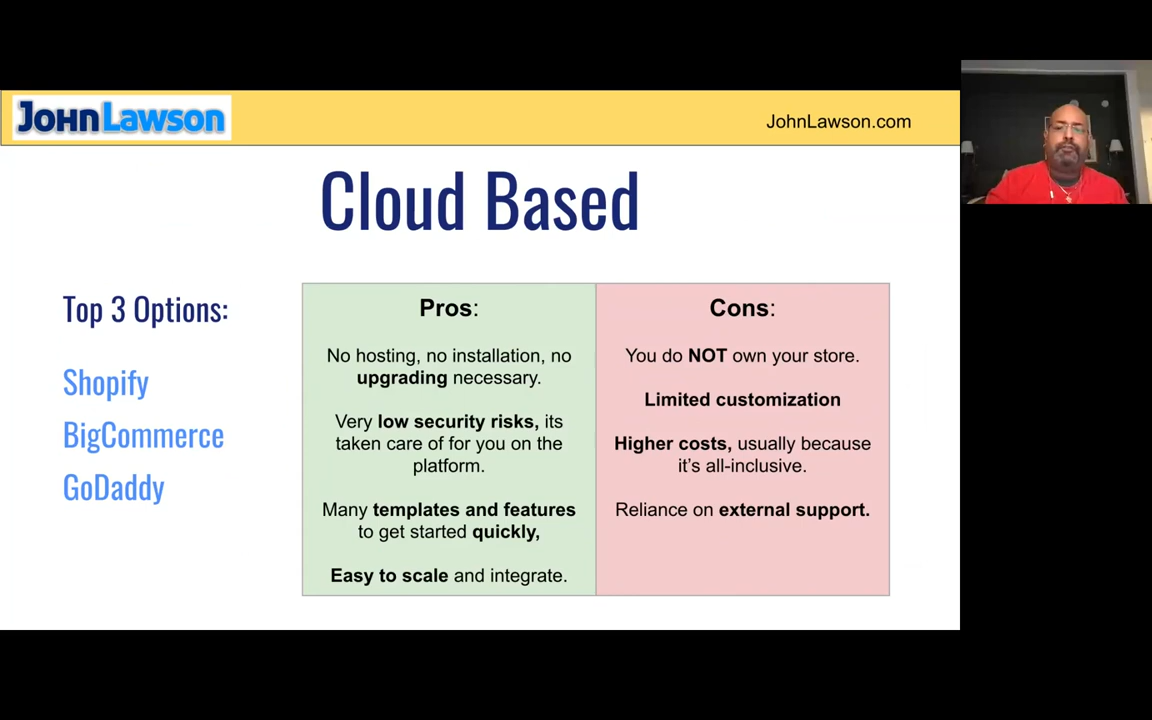 JohnLawson
JohnLawson.com
Cloud Based
Top 3 Options:
Shopify
BigCommerce
GoDaddy
Pros:
No hosting, no installation, no
upgrading necessary.
Very low security risks, its
taken care of for you on the
platform.
Many templates and features
to get started quickly,
Easy to scale and integrate.
Cons:
You do NOT own your store.
Limited customization
Higher costs, usually because
it's all-inclusive.
Reliance on external support.